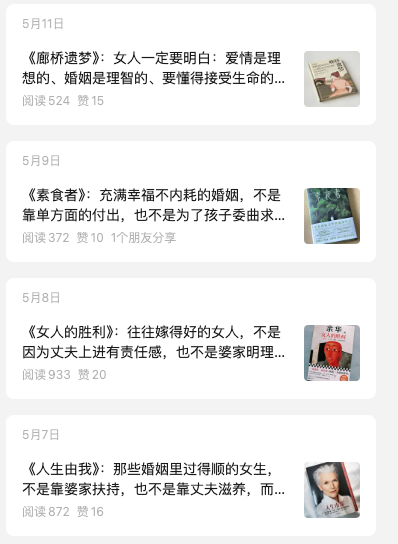 5月11日
《廊桥遗梦》：女人一定要明白：爱情是理
想的、婚姻是理智的、要懂得接受生命的...
阅读 524 赞 15
5月9日
《素食者》：充满幸福不内耗的婚姻，不是
靠单方面的付出，也不是为了孩子委曲求...
阅读 372 赞 10 1个朋友分享
5月8日
《女人的胜利》：往往嫁得好的女人，不是
因为丈夫上进有责任感，也不是婆家明理...
阅读 933 赞 20
5月7日
《人生由我》：那些婚姻里过得顺的女生，
不是靠婆家扶持，也不是靠丈夫滋养，而...
阅读 872 赞 16